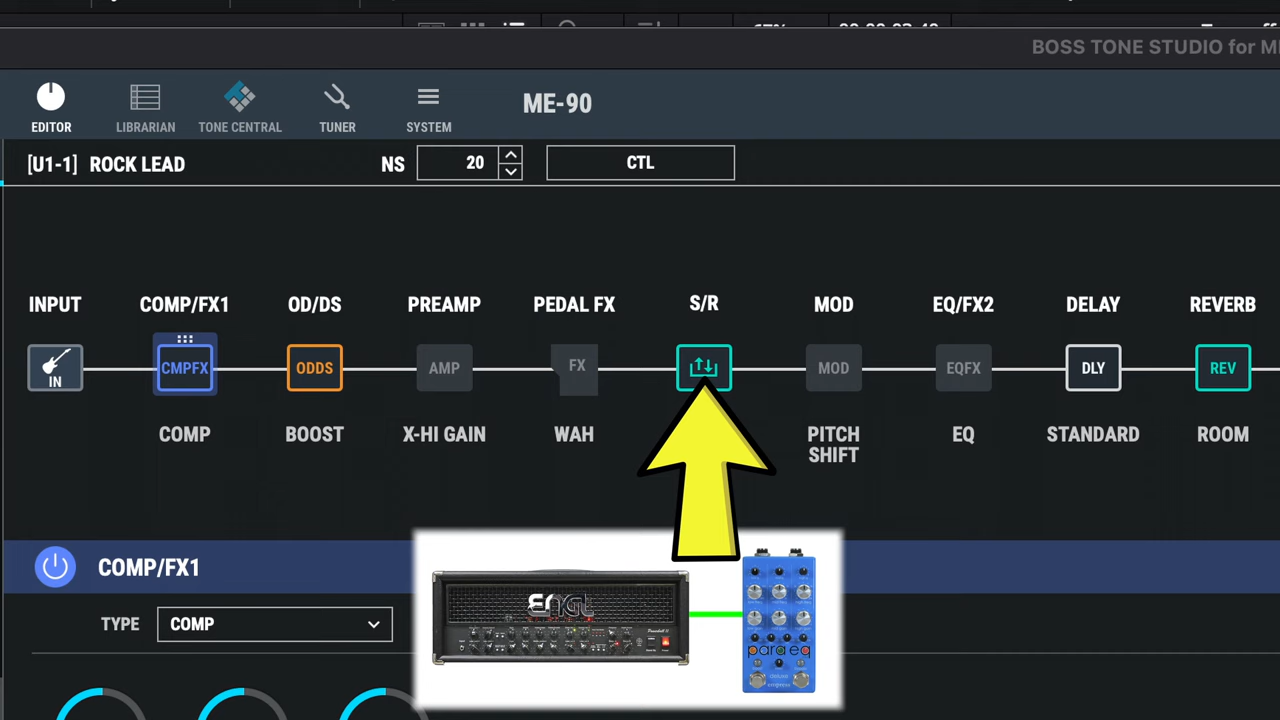 BOSS TONE STUDIO for M
EDITOR
LIBRARIAN
TONE CENTRAL
TUNER
SYSTEM
ME-90
[U1-1] ROCK LEAD
NS 20
CTL
INPUT COMP/FX1 OD/DS PREAMP PEDAL FX S/R MOD EQ/FX2 DELAY REVERB
IN CMPFX ODDS AMP FX MOD EQFX DLY REV
COMP BOOST X-HI GAIN WAH PITCH SHIFT EQ STANDARD ROOM
COMP/FX1
TYPE COMP
ENGL
para eq